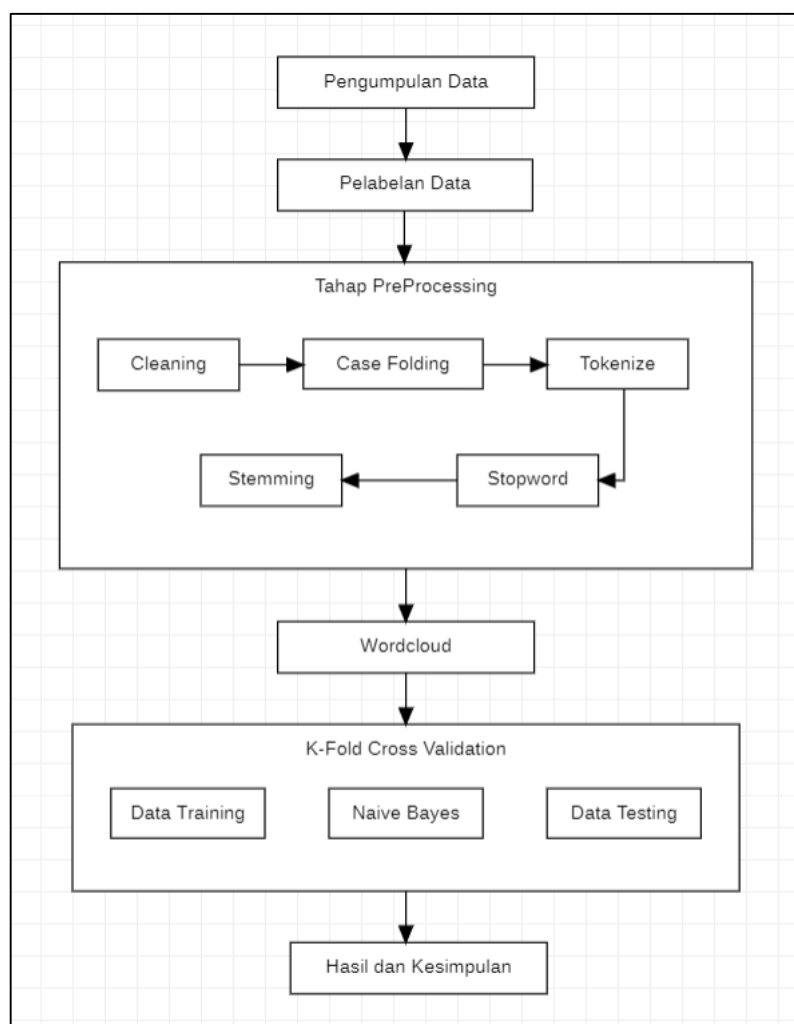 Pengumpulan Data
Pelabelan Data
Tahap PreProcessing
Cleaning
Case Folding
Tokenize
Stopword
Stemming
Wordcloud
K-Fold Cross Validation
Data Training
Naive Bayes
Data Testing
Hasil dan Kesimpulan